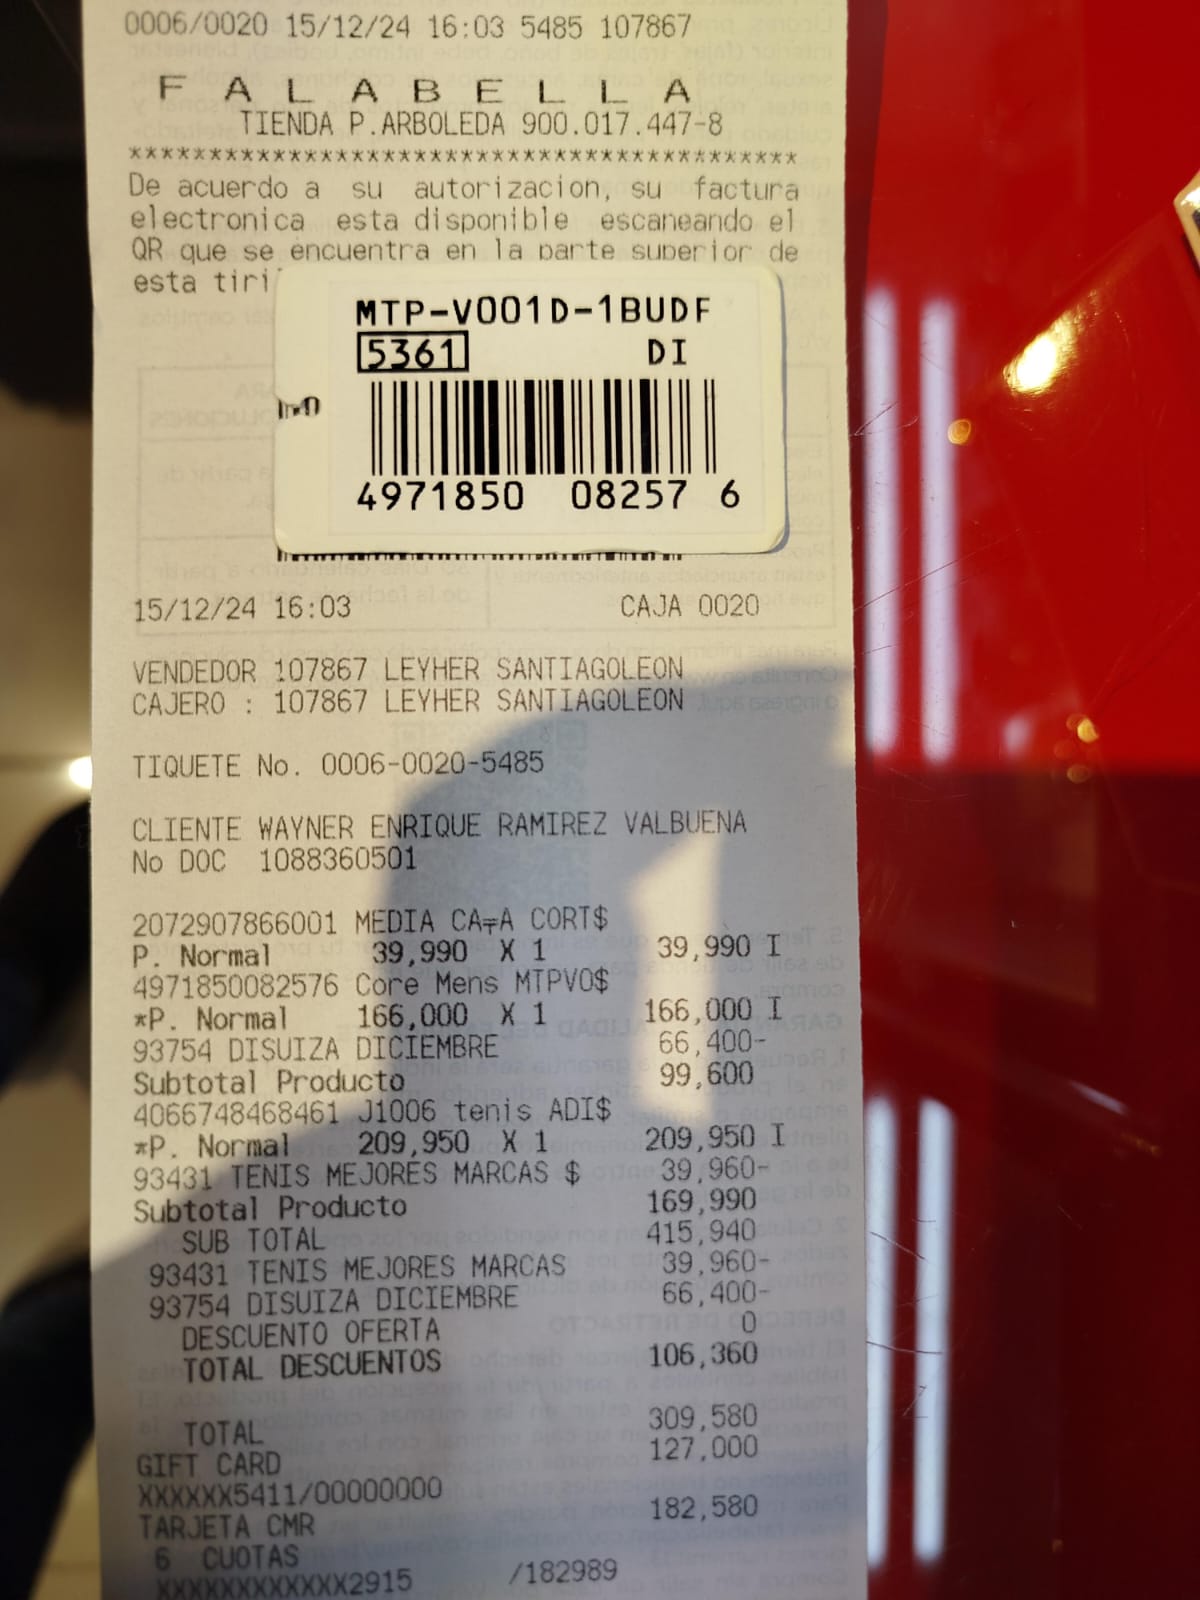 0006/0020 15/12/24 16:03 5485 107867
F A L A B E L L A
TIENDA P.ARBOLEDA 900.017.447-8
******************************************
De acuerdo a su autorizacion, su factura
electronica esta disponible escaneando el
QR que se encuentra en la parte superior de
esta tiri
MTP-V001D-1BUDF
5361 DI
4971850 08257 6
15/12/24 16:03 CAJA 0020
VENDEDOR 107867 LEYHER SANTIAGOLEON
CAJERO : 107867 LEYHER SANTIAGOLEON
TIQUETE No. 0006-0020-5485
CLIENTE WAYNER ENRIQUE RAMIREZ VALBUENA
No DOC 1088360501
2072907866001 MEDIA CA╤A CORT$
P. Normal 39,990 X 1 39,990 I
4971850082576 Core Mens MTPVO$
*P. Normal 166,000 X 1 166,000 I
93754 DISUIZA DICIEMBRE 66,400-
Subtotal Producto 99,600
4066748468461 J1006 tenis ADI$
*P. Normal 209,950 X 1 209,950 I
93431 TENIS MEJORES MARCAS $ 39,960-
Subtotal Producto 169,990
SUB TOTAL 415,940
93431 TENIS MEJORES MARCAS 39,960-
93754 DISUIZA DICIEMBRE 66,400-
DESCUENTO OFERTA 0
TOTAL DESCUENTOS 106,360
TOTAL 309,580
GIFT CARD 127,000
XXXXXX5411/00000000
TARJETA CMR 182,580
6 CUOTAS
XXXXXXXXXXXX2915 /182989